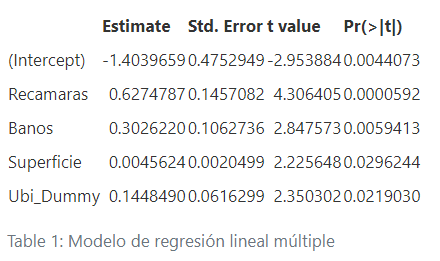 Estimate Std. Error t value Pr(>|t|)
(Intercept) -1.4039659 0.4752949 -2.953884 0.0044073
Recamaras 0.6274787 0.1457082 4.306405 0.0000592
Banos 0.3026220 0.1062736 2.847573 0.0059413
Superficie 0.0045624 0.0020499 2.225648 0.0296244
Ubi_Dummy 0.1448490 0.0616299 2.350302 0.0219030
Table 1: Modelo de regresión lineal múltiple